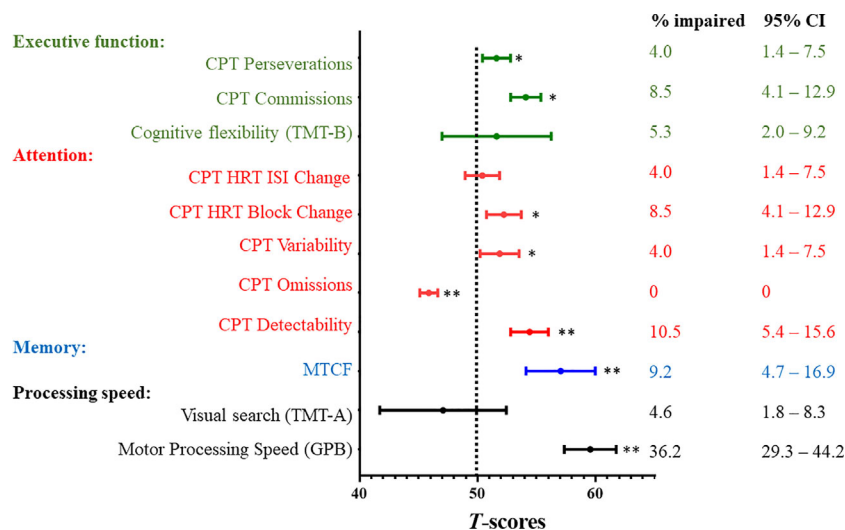 % impaired 95% CI
Executive function:
CPT Perseverations * 4.0 1.4 – 7.5
CPT Commissions * 8.5 4.1 – 12.9
Cognitive flexibility (TMT-B) 5.3 2.0 – 9.2
Attention:
CPT HRT ISI Change 4.0 1.4 – 7.5
CPT HRT Block Change * 8.5 4.1 – 12.9
CPT Variability * 4.0 1.4 – 7.5
CPT Omissions ** 0 0
CPT Detectability ** 10.5 5.4 – 15.6
Memory:
MTCF ** 9.2 4.7 – 16.9
Processing speed:
Visual search (TMT-A) 4.6 1.8 – 8.3
Motor Processing Speed (GPB) ** 36.2 29.3 – 44.2
40 50 60
T-scores